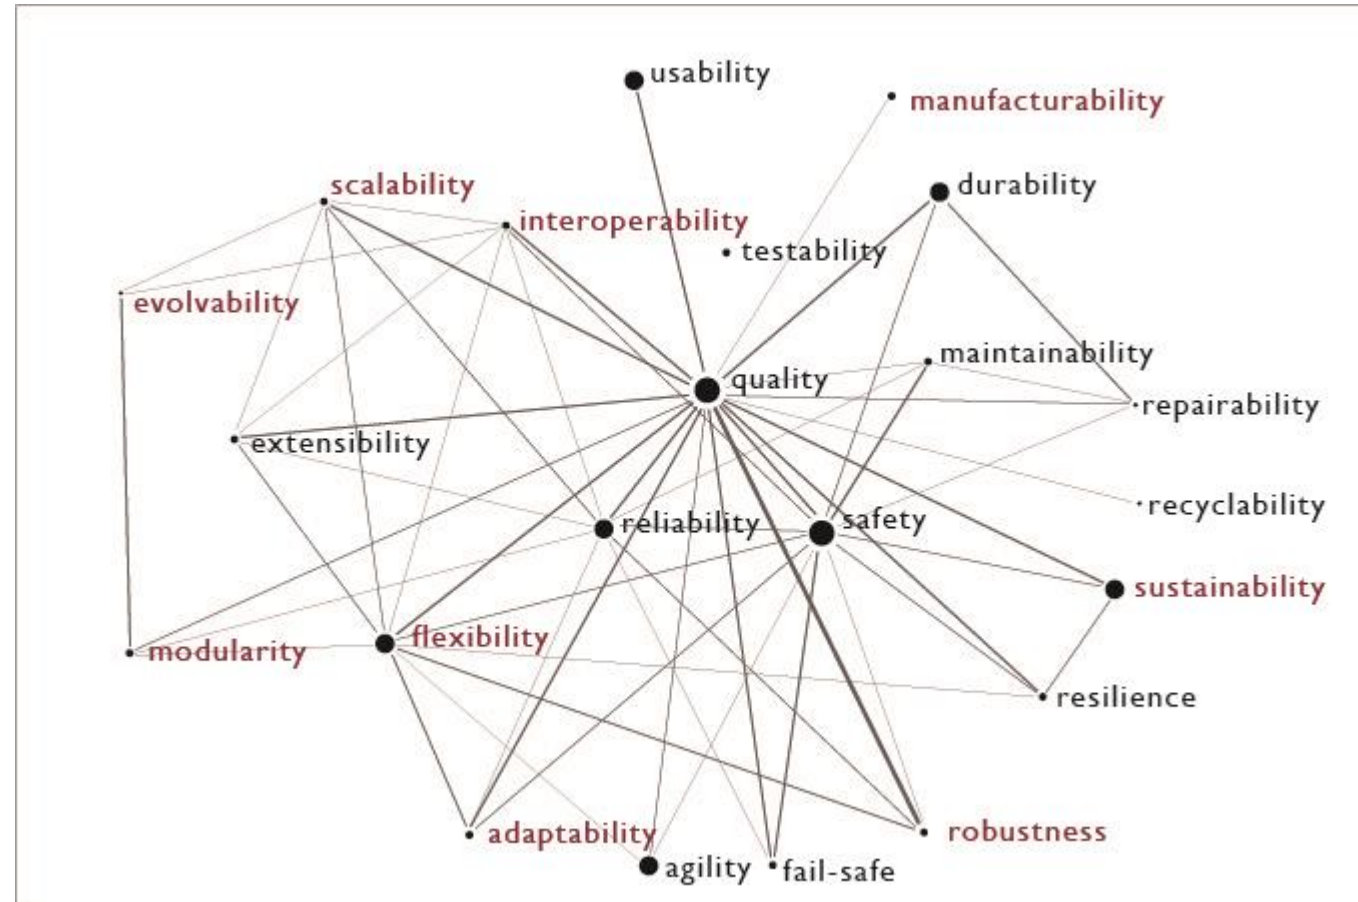 usability
manufacturability
scalability
durability
interoperability
testability
evolvability
maintainability
quality
repairability
extensibility
recyclability
reliability
safety
sustainability
flexibility
modularity
resilience
adaptability
robustness
agility
fail-safe